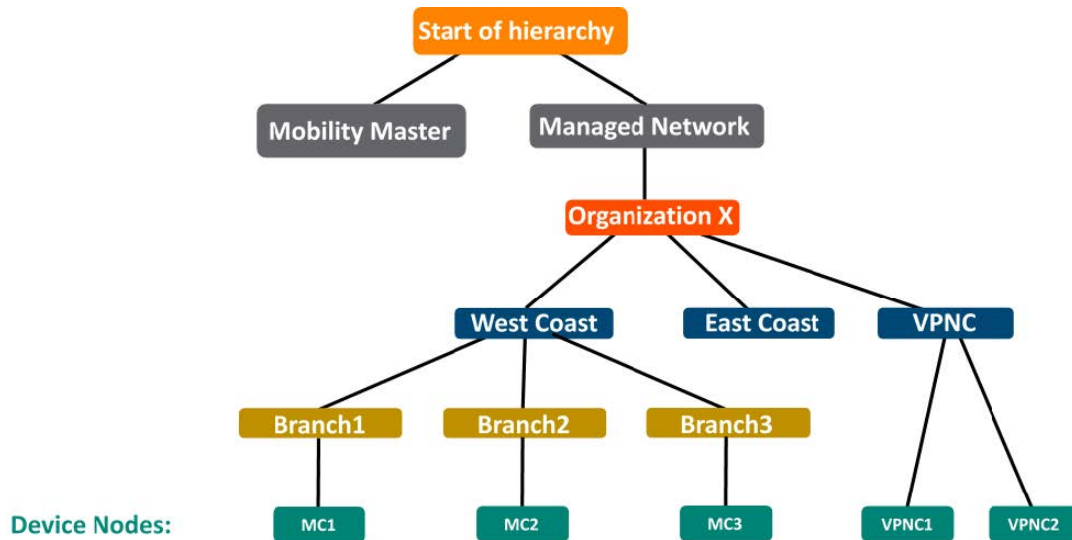 Start of hierarchy
Mobility Master
Managed Network
Organization X
West Coast
East Coast
VPNC
Branch1
Branch2
Branch3
Device Nodes:
MC1
MC2
MC3
VPNC1
VPNC2